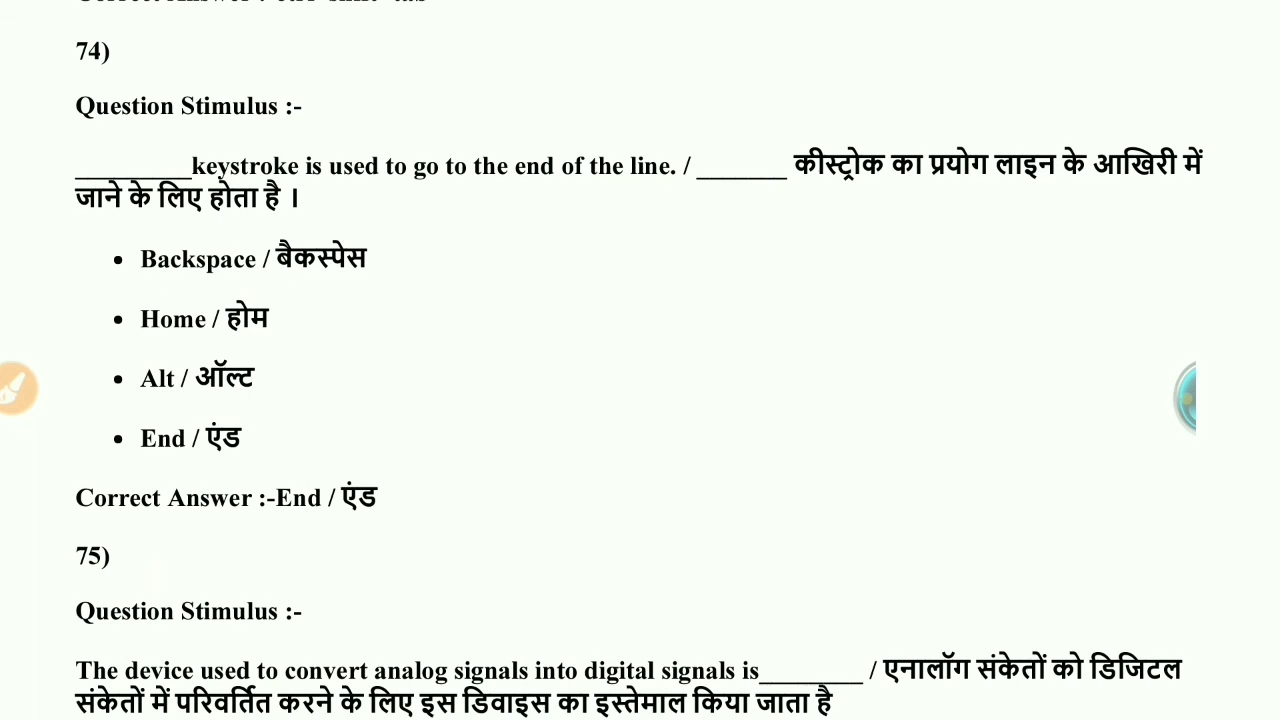 74)
Question Stimulus :-
_________keystroke is used to go to the end of the line. / _______ कीस्ट्रोक का प्रयोग लाइन के आखिरी में
जाने के लिए होता है ।
• Backspace / बैकस्पेस
• Home / होम
• Alt / ऑल्ट
• End / एंड
Correct Answer :-End / एंड
75)
Question Stimulus :-
The device used to convert analog signals into digital signals is________ / एनालॉग संकेतों को डिजिटल
संकेतों में परिवर्तित करने के लिए इस डिवाइस का इस्तेमाल किया जाता है